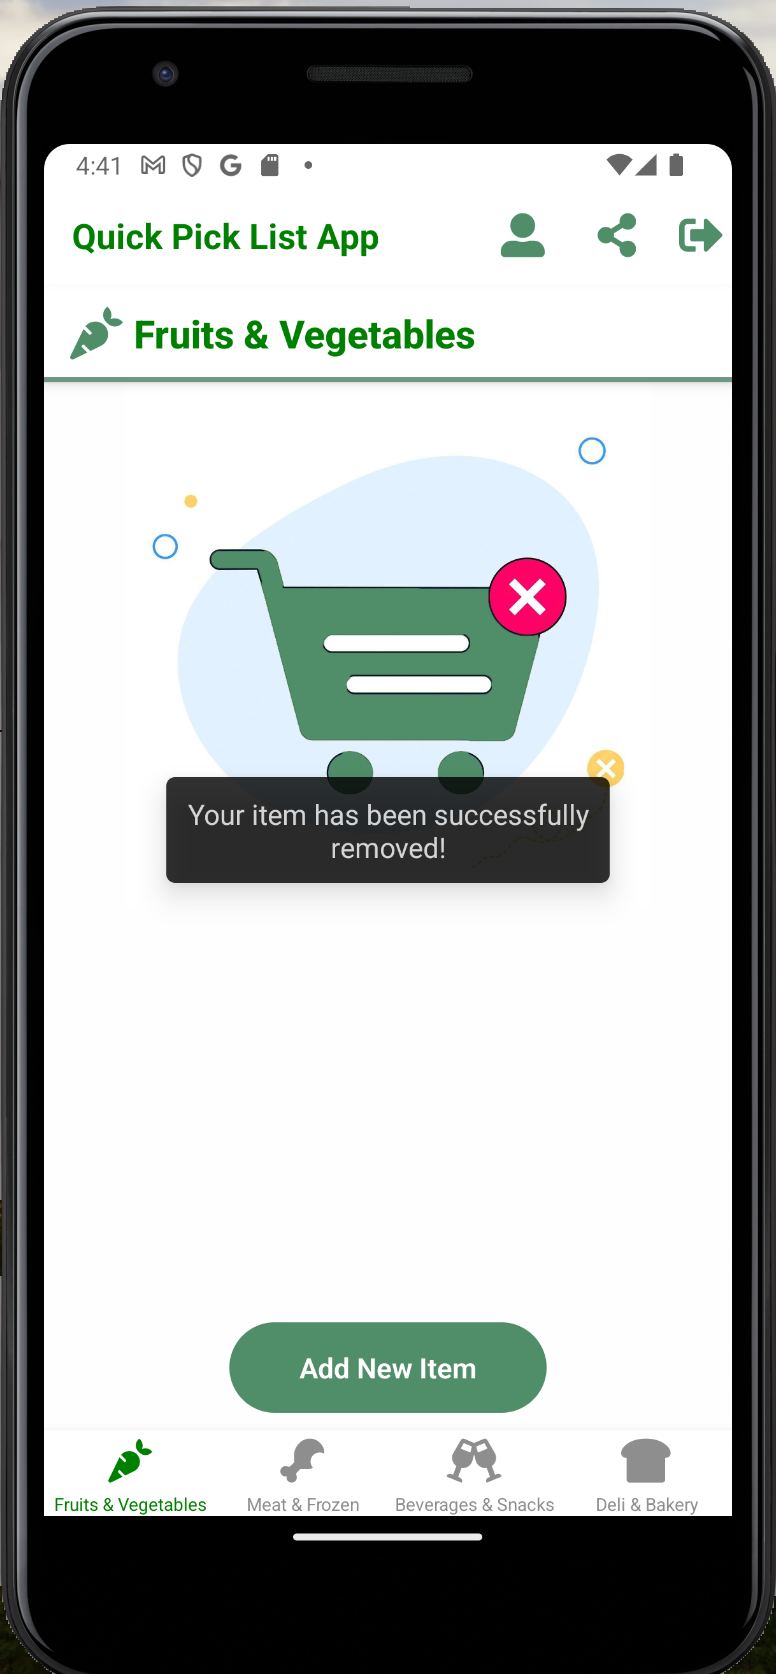 4:41
Quick Pick List App
Fruits & Vegetables
Your item has been successfully
removed!
Add New Item
Fruits & Vegetables
Meat & Frozen
Beverages & Snacks
Deli & Bakery